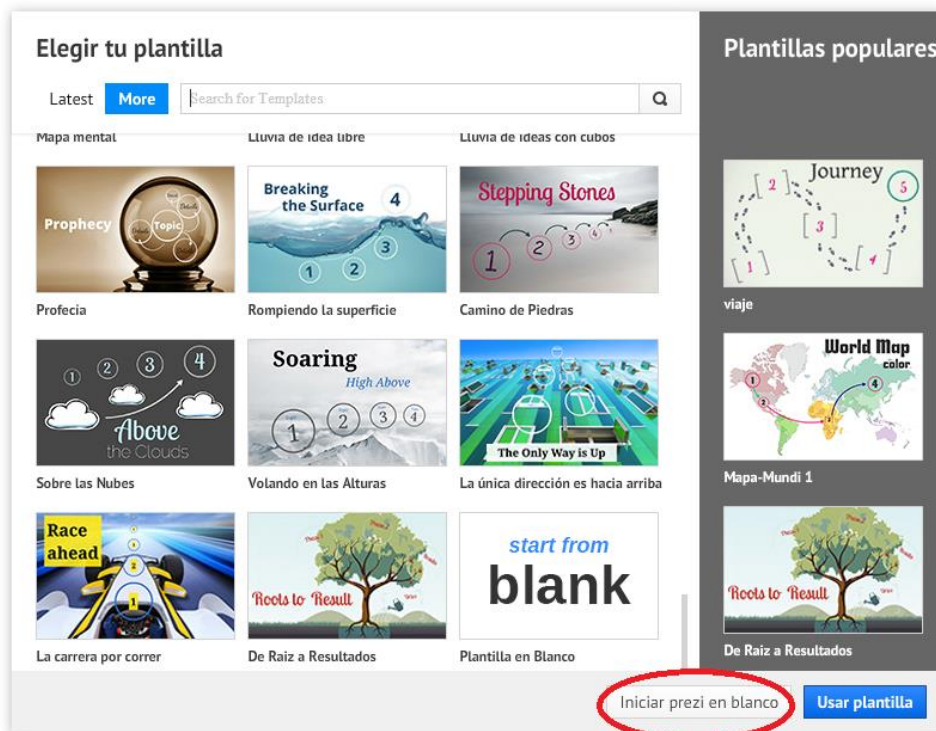 Elegir tu plantilla
Plantillas populares
Latest
More
Search for Templates
Mapa mental
Lluvia de idea libre
Lluvia de ideas con cubos
Prophecy
Topic
Breaking
the Surface
4
3
2
1
Stepping Stones
1
2
3
4
Journey
1
2
3
4
5
Profecia
Rompiendo la superficie
Camino de Piedras
viaje
1
2
3
4
Above
the Clouds
Soaring
High Above
1
2
3
4
The Only Way is Up
World Map
color
1
2
3
4
Sobre las Nubes
Volando en las Alturas
La única dirección es hacia arriba
Mapa-Mundi 1
Race
ahead
2
1
Roots to Result
start from
blank
Roots to Result
La carrera por correr
De Raiz a Resultados
Plantilla en Blanco
De Raiz a Resultados
Iniciar prezi en blanco
Usar plantilla